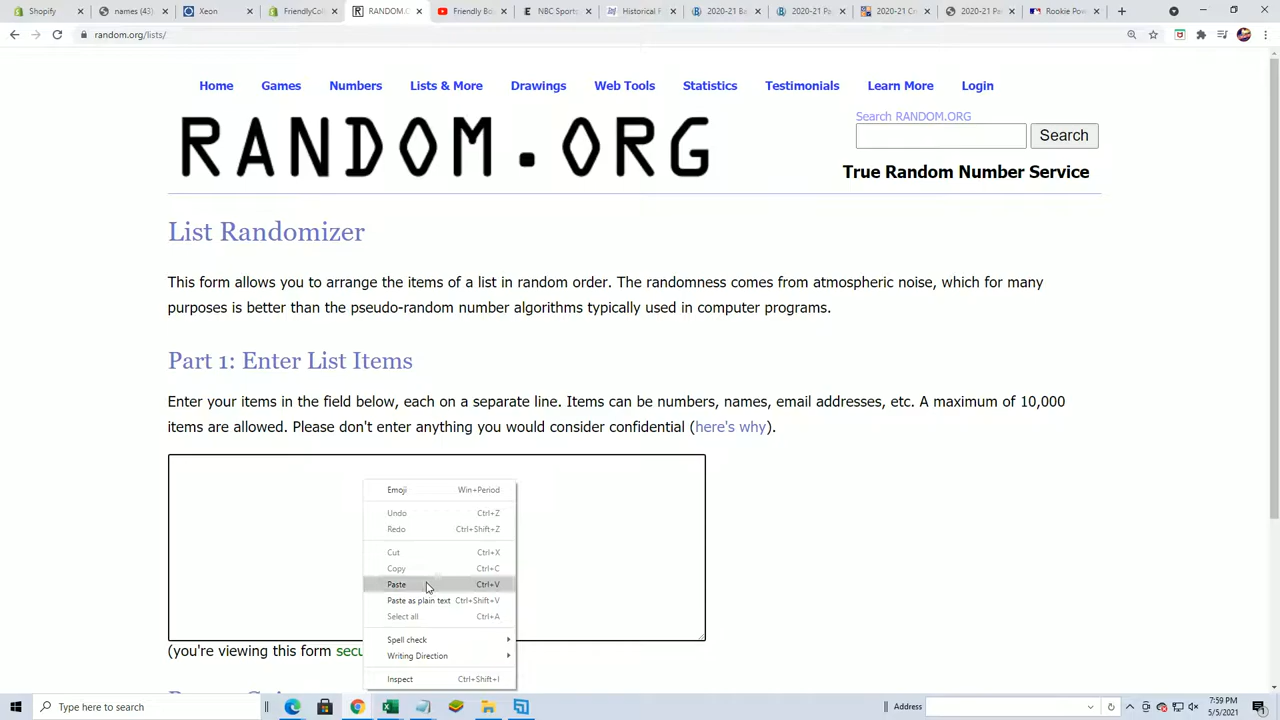 Shopify
names (43)
Xeon
FriendlyCol
RANDOM.C
Friendly Bo
NBC Sports
Historical F
2020-21 B
2020-21 Pa
2020-21 C
2020-21 Pe
Rookie Pow
random.org/lists/
Home Games Numbers Lists & More Drawings Web Tools Statistics Testimonials Learn More Login
Search RANDOM.ORG
RANDOM.ORG
Search
True Random Number Service
List Randomizer
This form allows you to arrange the items of a list in random order. The randomness comes from atmospheric noise, which for many
purposes is better than the pseudo-random number algorithms typically used in computer programs.
Part 1: Enter List Items
Enter your items in the field below, each on a separate line. Items can be numbers, names, email addresses, etc. A maximum of 10,000
items are allowed. Please don't enter anything you would consider confidential (here's why).
Emoji Win+Period
Undo Ctrl+Z
Redo Ctrl+Shift+Z
Cut Ctrl+X
Copy Ctrl+C
Paste Ctrl+V
Paste as plain text Ctrl+Shift+V
Select all Ctrl+A
Spell check
Writing Direction
Inspect Ctrl+Shift+I
(you're viewing this form secu
Type here to search
Address
7:59 PM
5/5/2021